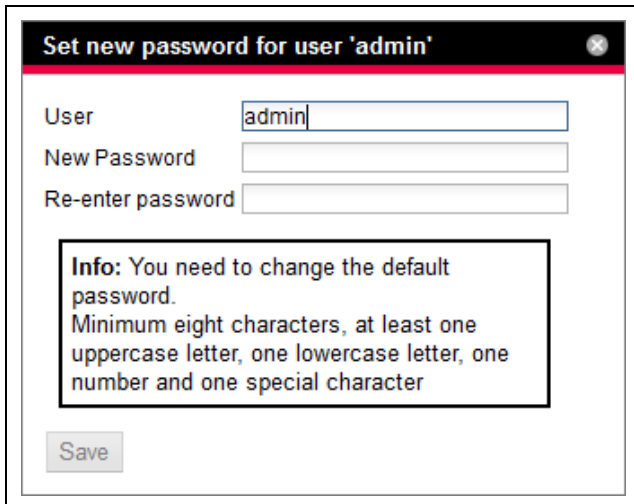 Set new password for user 'admin'
User admin
New Password
Re-enter password
Info: You need to change the default
password.
Minimum eight characters, at least one
uppercase letter, one lowercase letter, one
number and one special character
Save